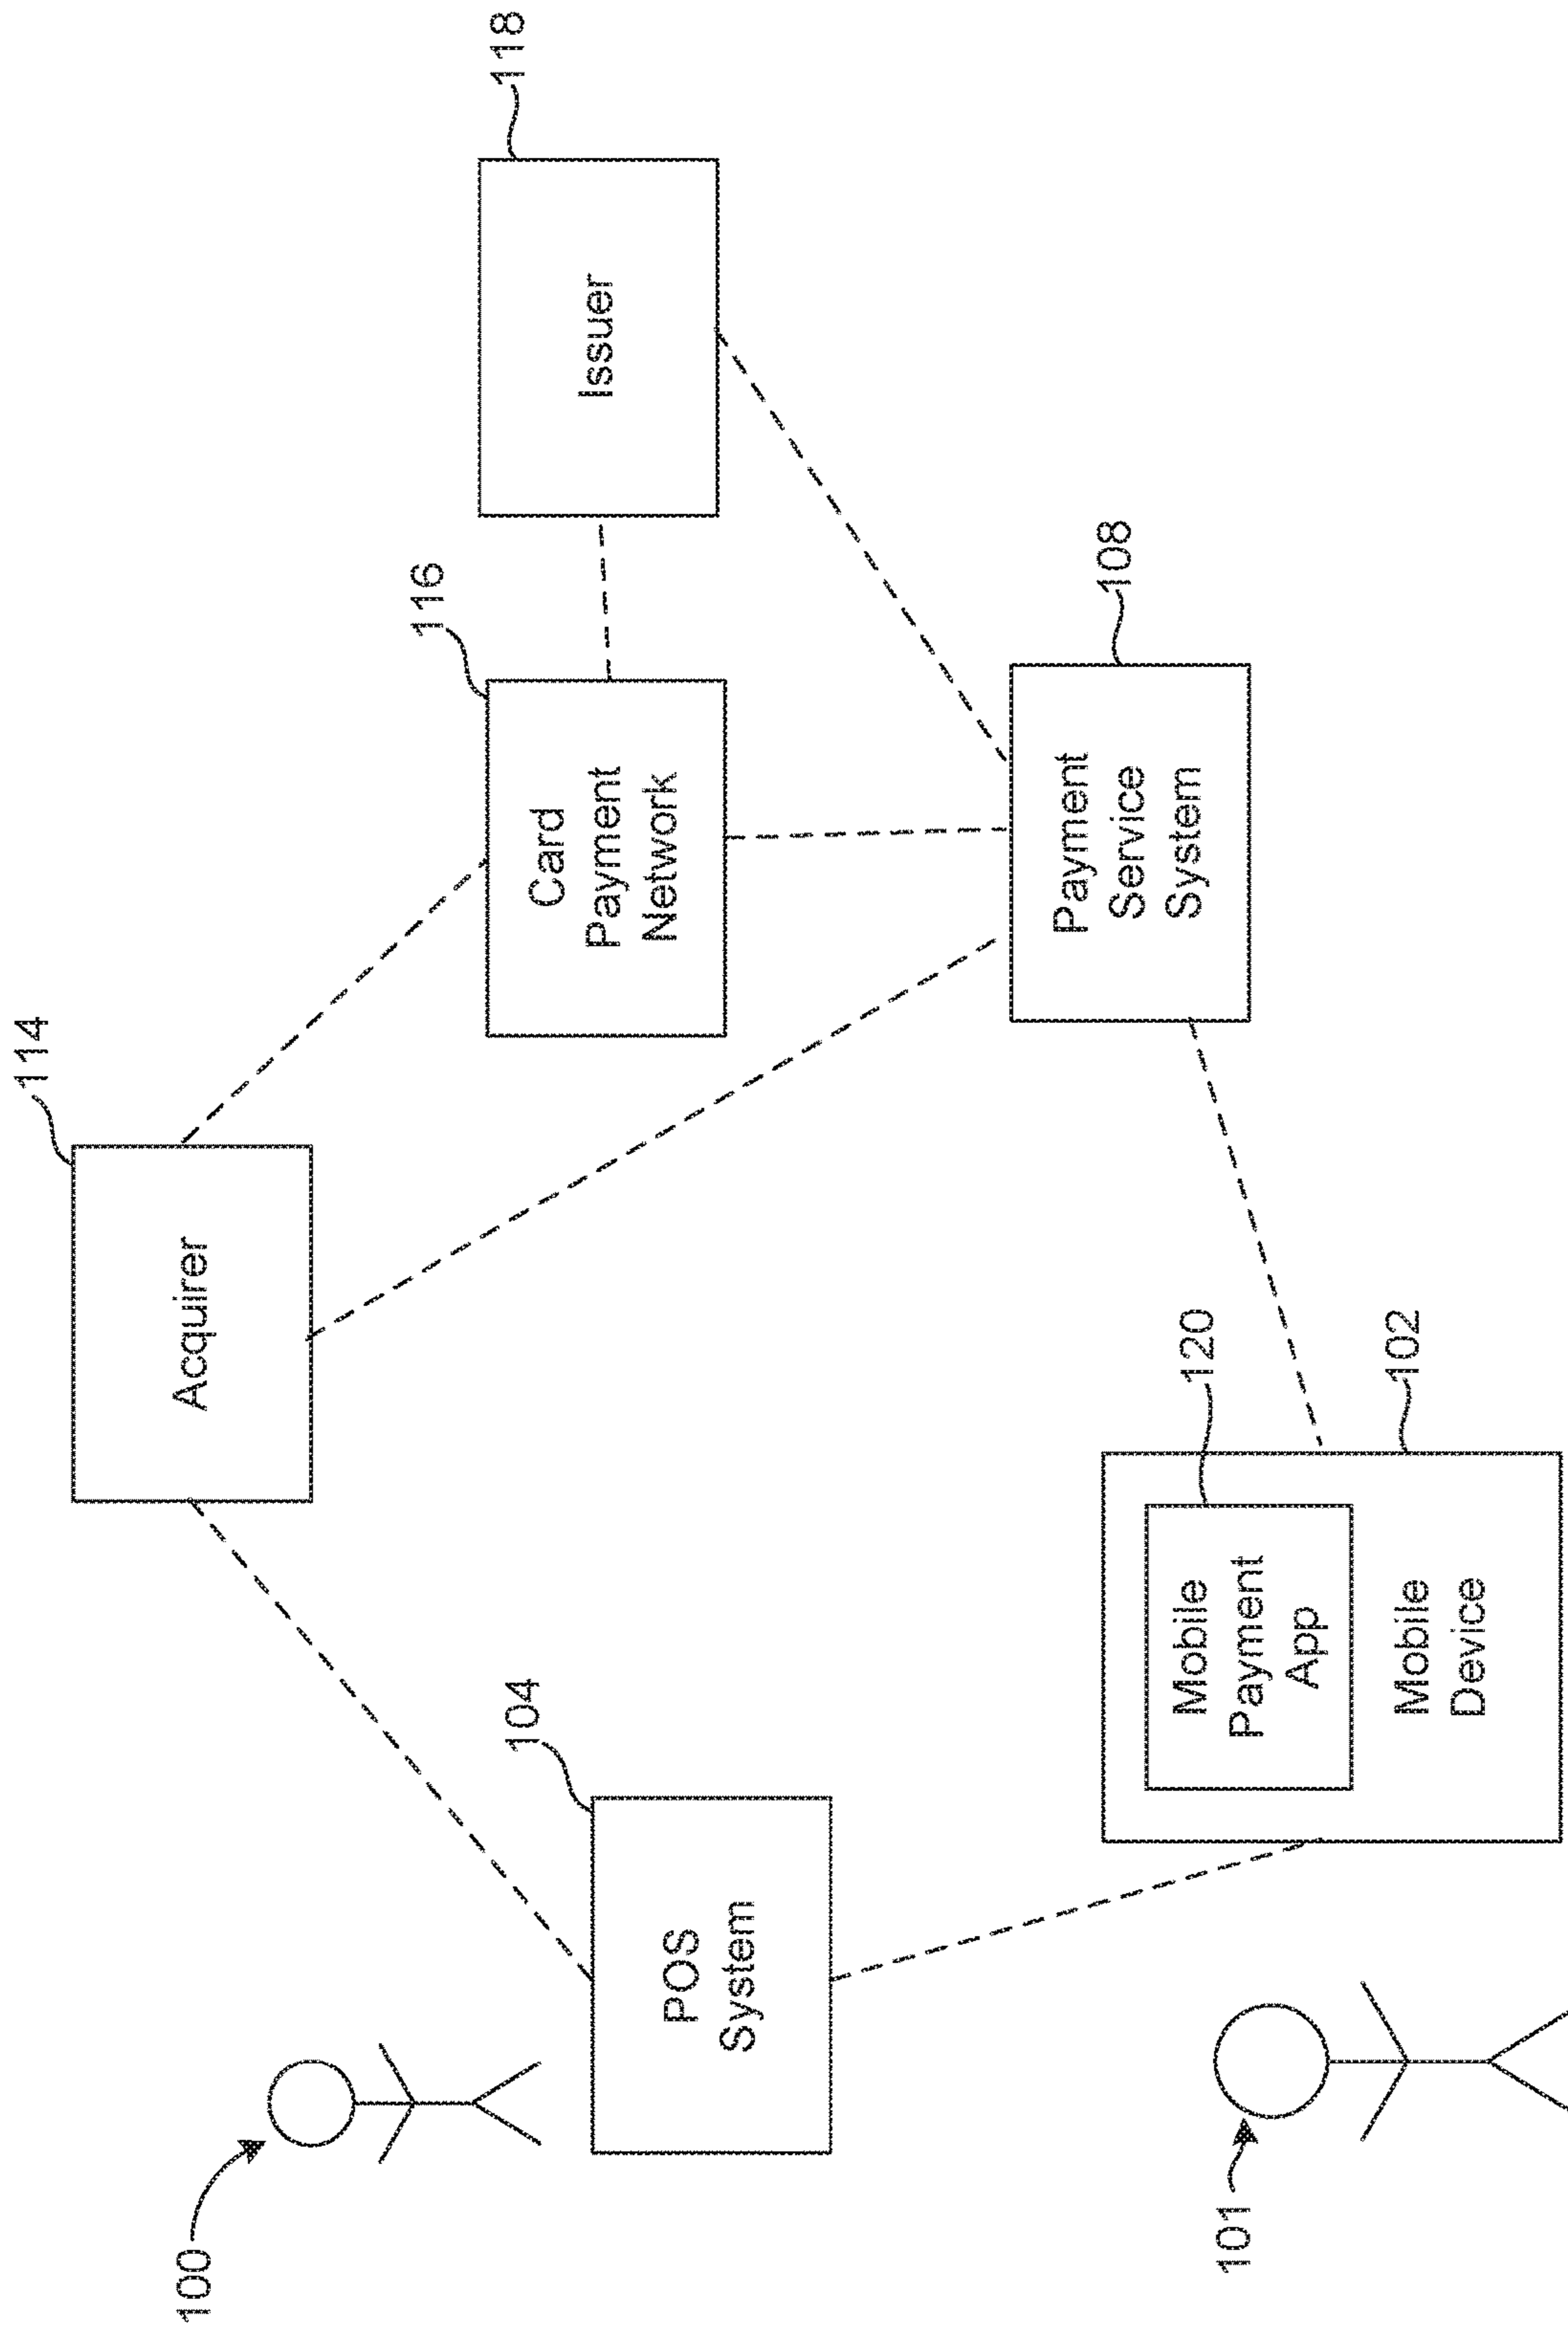 100
101
POS
System
104
Acquirer
114
Mobile
Payment
App
120
Mobile
Device
102
Card
Payment
Network
116
Payment
Service
System
108
Issuer
118